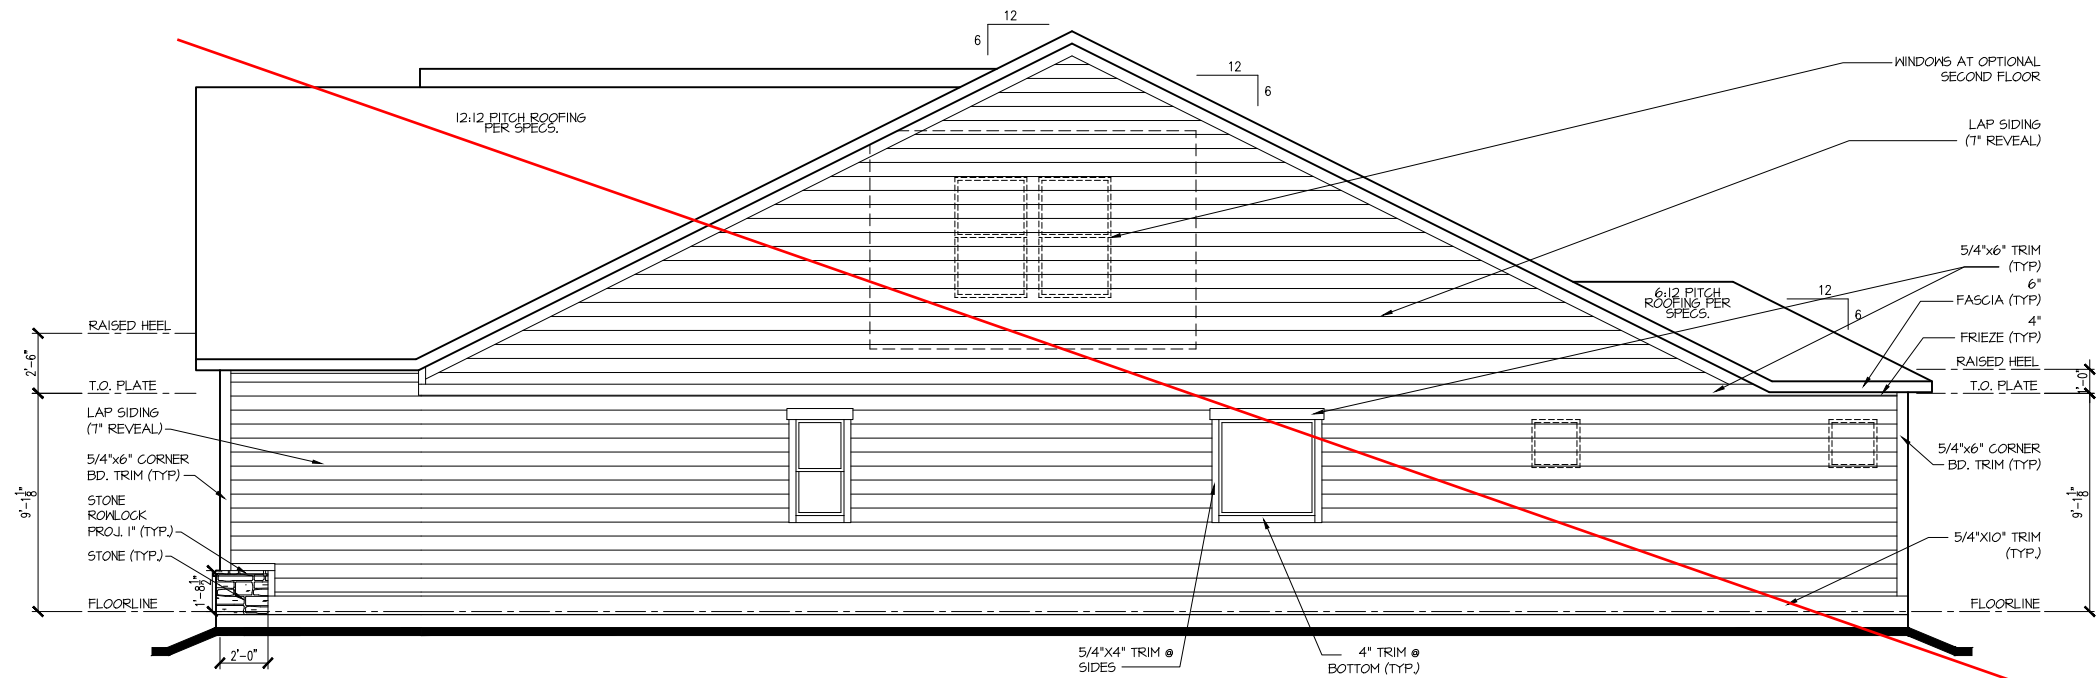 12
6
12
6
WINDOWS AT OPTIONAL
SECOND FLOOR
12:12 PITCH ROOFING
PER SPECS.
LAP SIDING
(7" REVEAL)
5/4"x6" TRIM
(TYP)
6"
FASCIA (TYP)
4"
FRIEZE (TYP)
6:12 PITCH
ROOFING PER
SPECS.
12
6
RAISED HEEL
2'-6"
T.O. PLATE
RAISED HEEL
1'-0"
T.O. PLATE
LAP SIDING
(7" REVEAL)
5/4"x6" CORNER
BD. TRIM (TYP)
STONE
ROWLOCK
PROJ. 1" (TYP.)
STONE (TYP.)
9'-1 1/8"
1'-8 1/2"
FLOORLINE
2'-0"
5/4"x6" CORNER
BD. TRIM (TYP)
9'-1 1/8"
5/4"X10" TRIM
(TYP.)
FLOORLINE
5/4"X4" TRIM @
SIDES
4" TRIM @
BOTTOM (TYP.)